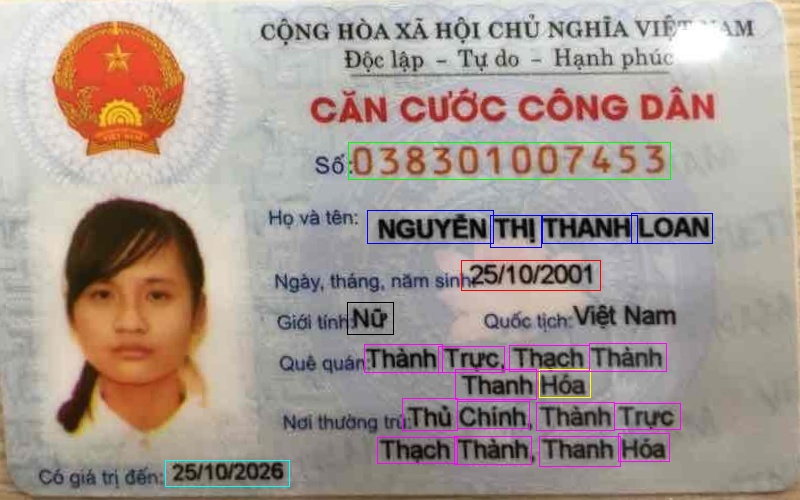 CỘNG HÒA XÃ HỘI CHỦ NGHĨA VIỆT NAM
Độc lập – Tự do – Hạnh phúc
CĂN CƯỚC CÔNG DÂN
Số: 038301007453
Họ và tên: NGUYỄN THỊ THANH LOAN
Ngày, tháng, năm sinh: 25/10/2001
Giới tính: Nữ Quốc tịch: Việt Nam
Quê quán: Thành Trực, Thạch Thành
Thanh Hóa
Nơi thường trú: Thủ Chính, Thành Trực
Thạch Thành, Thanh Hóa
Có giá trị đến: 25/10/2026